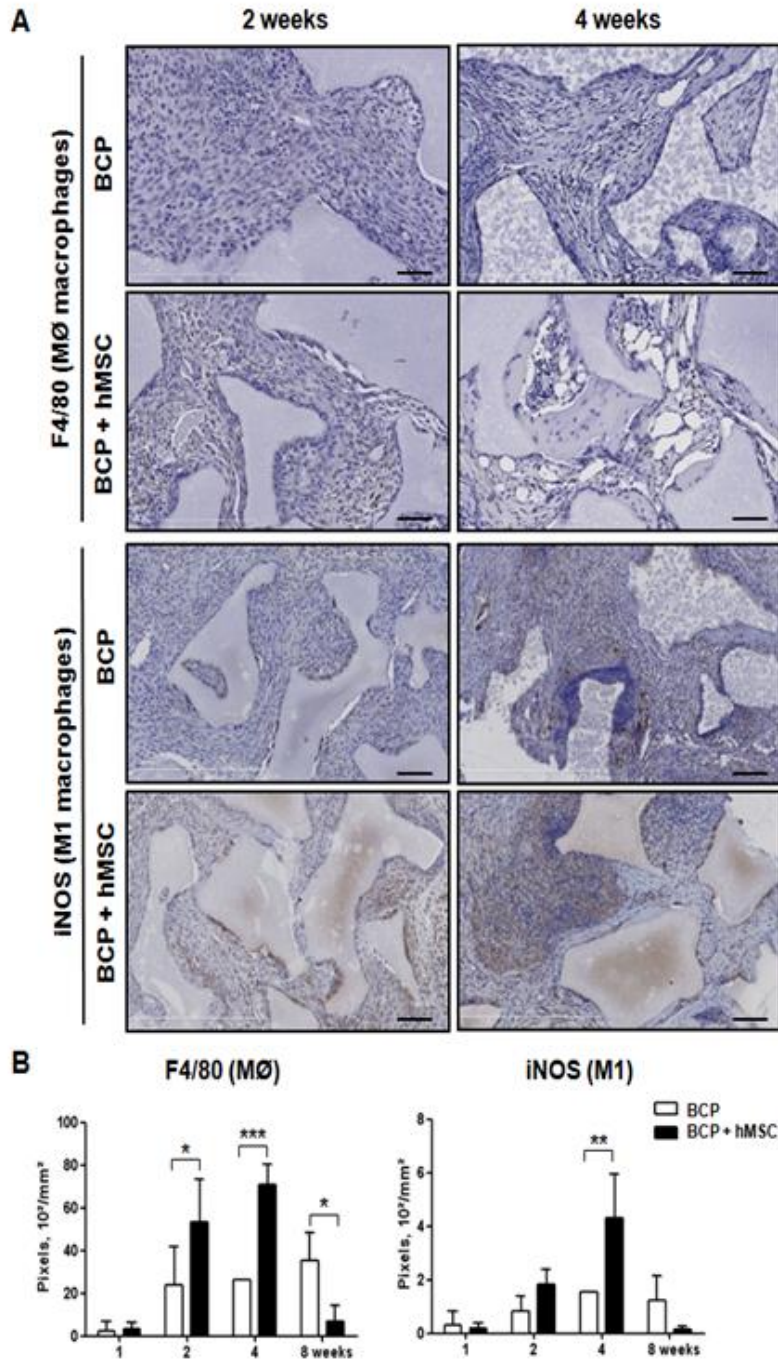 A
2 weeks
4 weeks
F4/80 (MØ macrophages)
BCP
BCP + hMSC
iNOS (M1 macrophages)
BCP
BCP + hMSC
B
F4/80 (MØ)
Pixels, 10³/mm²
100
80
60
40
20
0
*
***
*
1
2
4
8 weeks
iNOS (M1)
BCP
BCP + hMSC
Pixels, 10³/mm²
8
6
4
2
0
**
1
2
4
8 weeks